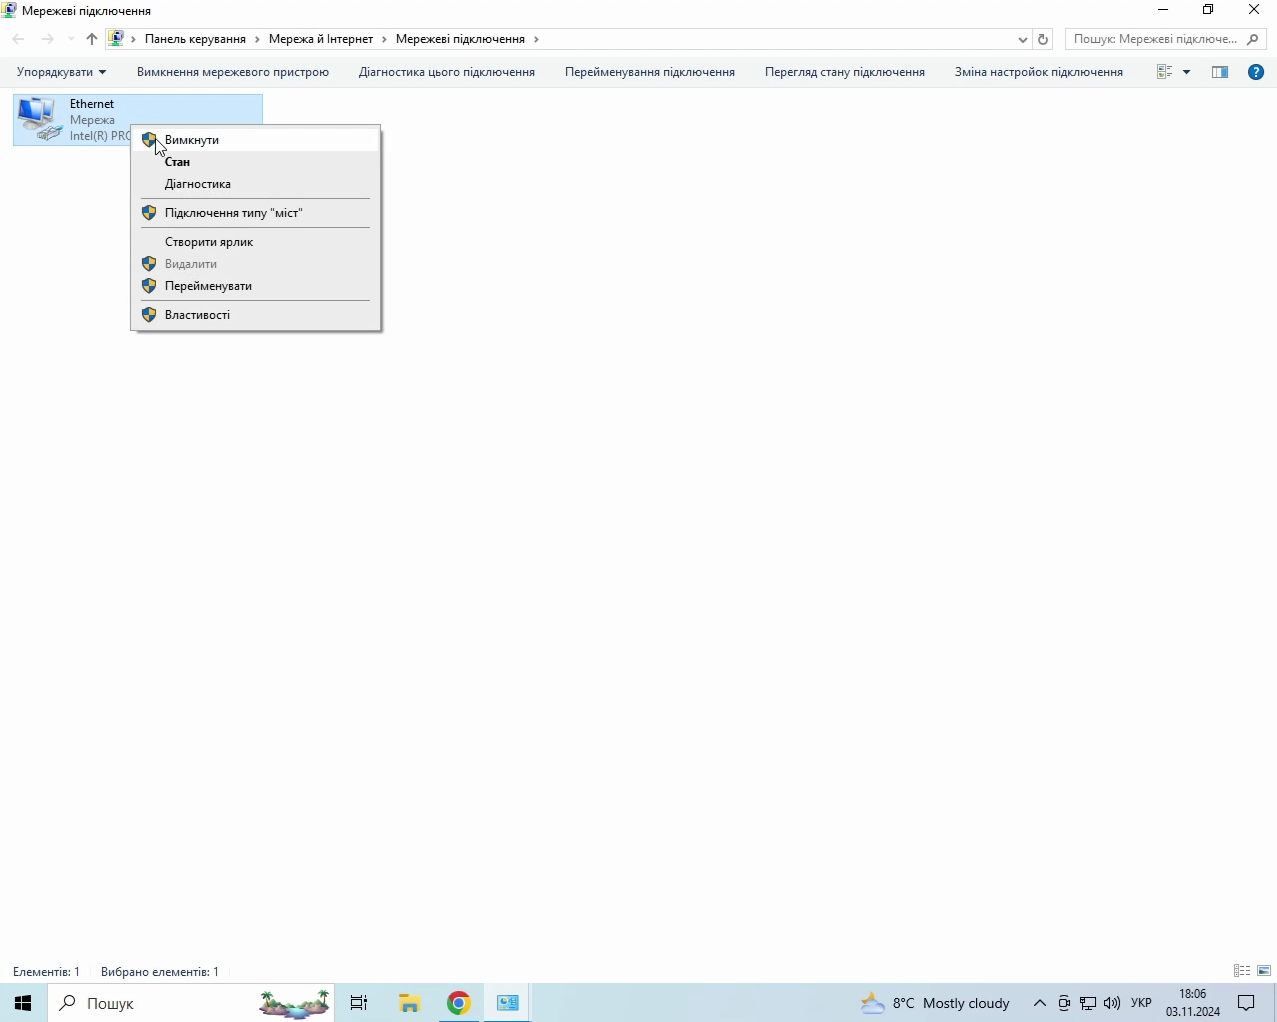 Мережеві підключення
Панель керування > Мережа й Інтернет > Мережеві підключення >
Пошук: Мережеві підключе...
Упорядкувати
Вимкнення мережевого пристрою
Діагностика цього підключення
Перейменування підключення
Перегляд стану підключення
Зміна настройок підключення
Ethernet
Мережа
Intel(R) PRO
Вимкнути
Стан
Діагностика
Підключення типу "міст"
Створити ярлик
Видалити
Перейменувати
Властивості
Елементів: 1
Вибрано елементів: 1
Пошук
8°C Mostly cloudy
УКР
18:06
03.11.2024